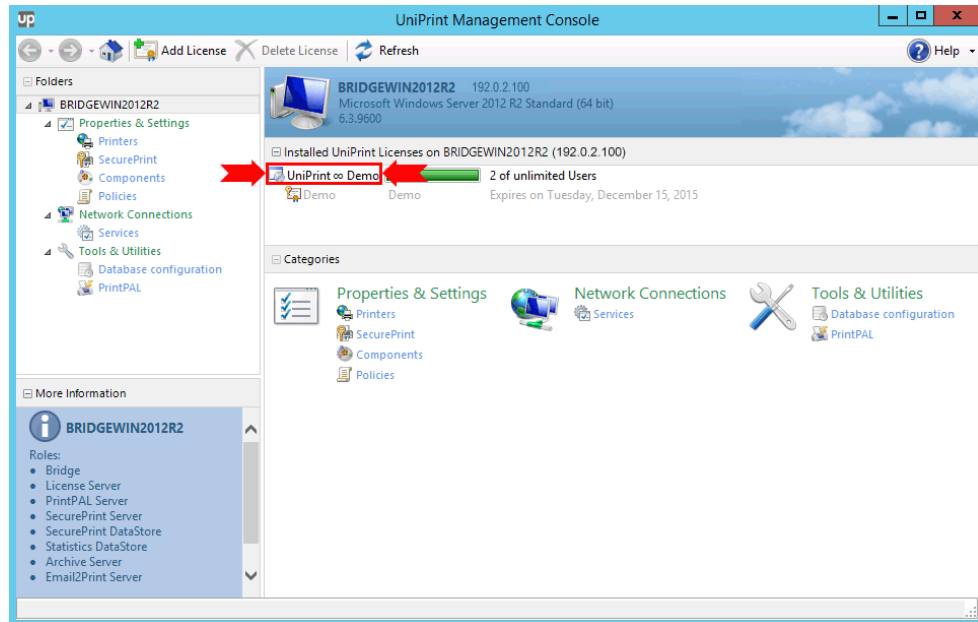 UP
UniPrint Management Console
Add License Delete License Refresh Help
Folders
BRIDGEWIN2012R2
Properties & Settings
Printers
SecurePrint
Components
Policies
Network Connections
Services
Tools & Utilities
Database configuration
PrintPAL
BRIDGEWIN2012R2 192.0.2.100
Microsoft Windows Server 2012 R2 Standard (64 bit)
6.3.9600
Installed UniPrint Licenses on BRIDGEWIN2012R2 (192.0.2.100)
UniPrint ∞ Demo 2 of unlimited Users
Demo Demo Expires on Tuesday, December 15, 2015
Categories
Properties & Settings
Printers
SecurePrint
Components
Policies
Network Connections
Services
Tools & Utilities
Database configuration
PrintPAL
More Information
BRIDGEWIN2012R2
Roles:
• Bridge
• License Server
• PrintPAL Server
• SecurePrint Server
• SecurePrint DataStore
• Statistics DataStore
• Archive Server
• Email2Print Server